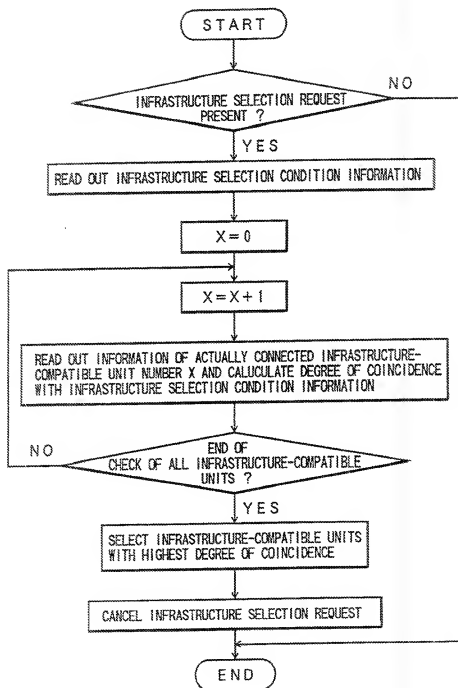 START
NO
INFRASTRUCTURE SELECTION REQUEST
PRESENT ?
YES
READ OUT INFRASTRUCTURE SELECTION CONDITION INFORMATION
X=0
X=X+1
READ OUT INFORMATION OF ACTUALLY CONNECTED INFRASTRUCTURE-
COMPATIBLE UNIT NUMBER X AND CALUCULATE DEGREE OF COINCIDENCE
WITH INFRASTRUCTURE SELECTION CONDITION INFORMATION
NO
END OF
CHECK OF ALL INFRASTRUCTURE-COMPATIBLE
UNITS ?
YES
SELECT INFRASTRUCTURE-COMPATIBLE UNITS
WITH HIGHEST DEGREE OF COINCIDENCE
CANCEL INFRASTRUCTURE SELECTION REQUEST
END